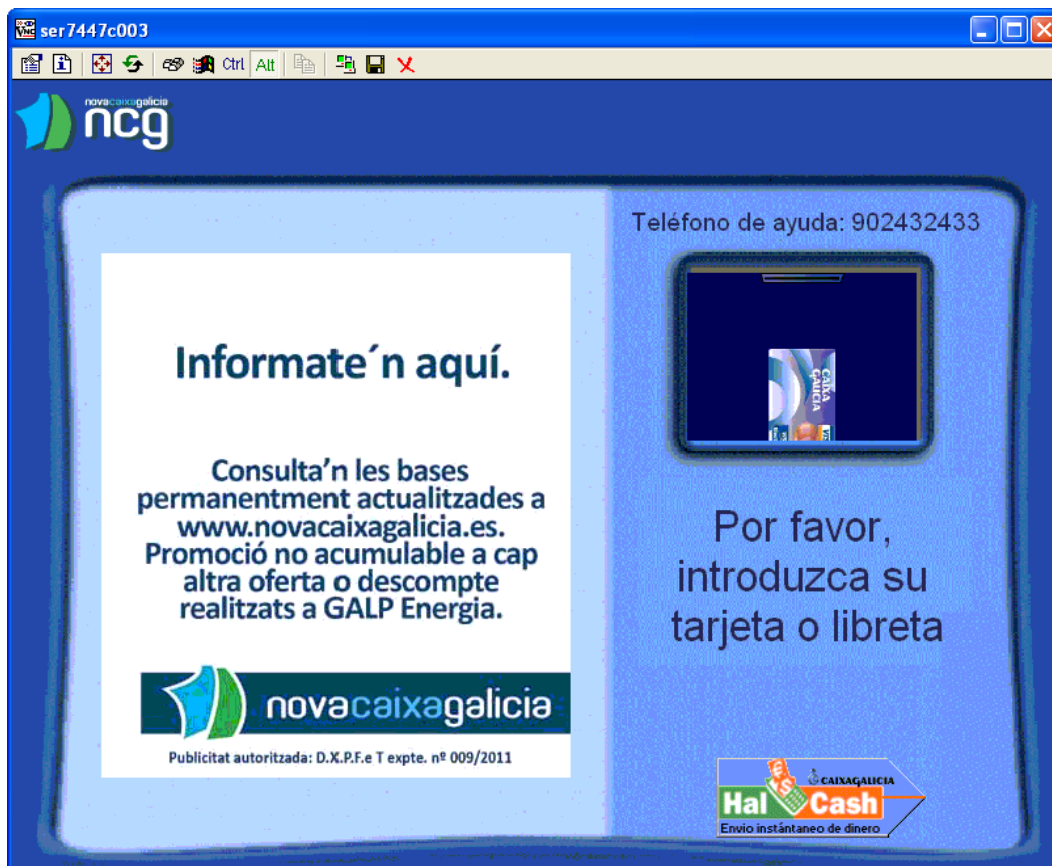 ser7447c003
Ctrl Alt
novacaixagalicia
ncg
Informate´n aquí.
Consulta'n les bases
permanentment actualitzades a
www.novacaixagalicia.es.
Promoció no acumulable a cap
altra oferta o descompte
realitzats a GALP Energia.
novacaixagalicia
Publicitat autoritzada: D.X.P.F.e T expte. nº 009/2011
Teléfono de ayuda: 902432433
CAIXA
GALICIA
Por favor,
introduzca su
tarjeta o libreta
CAIXAGALICIA
Hal Cash
Envio instántaneo de dinero